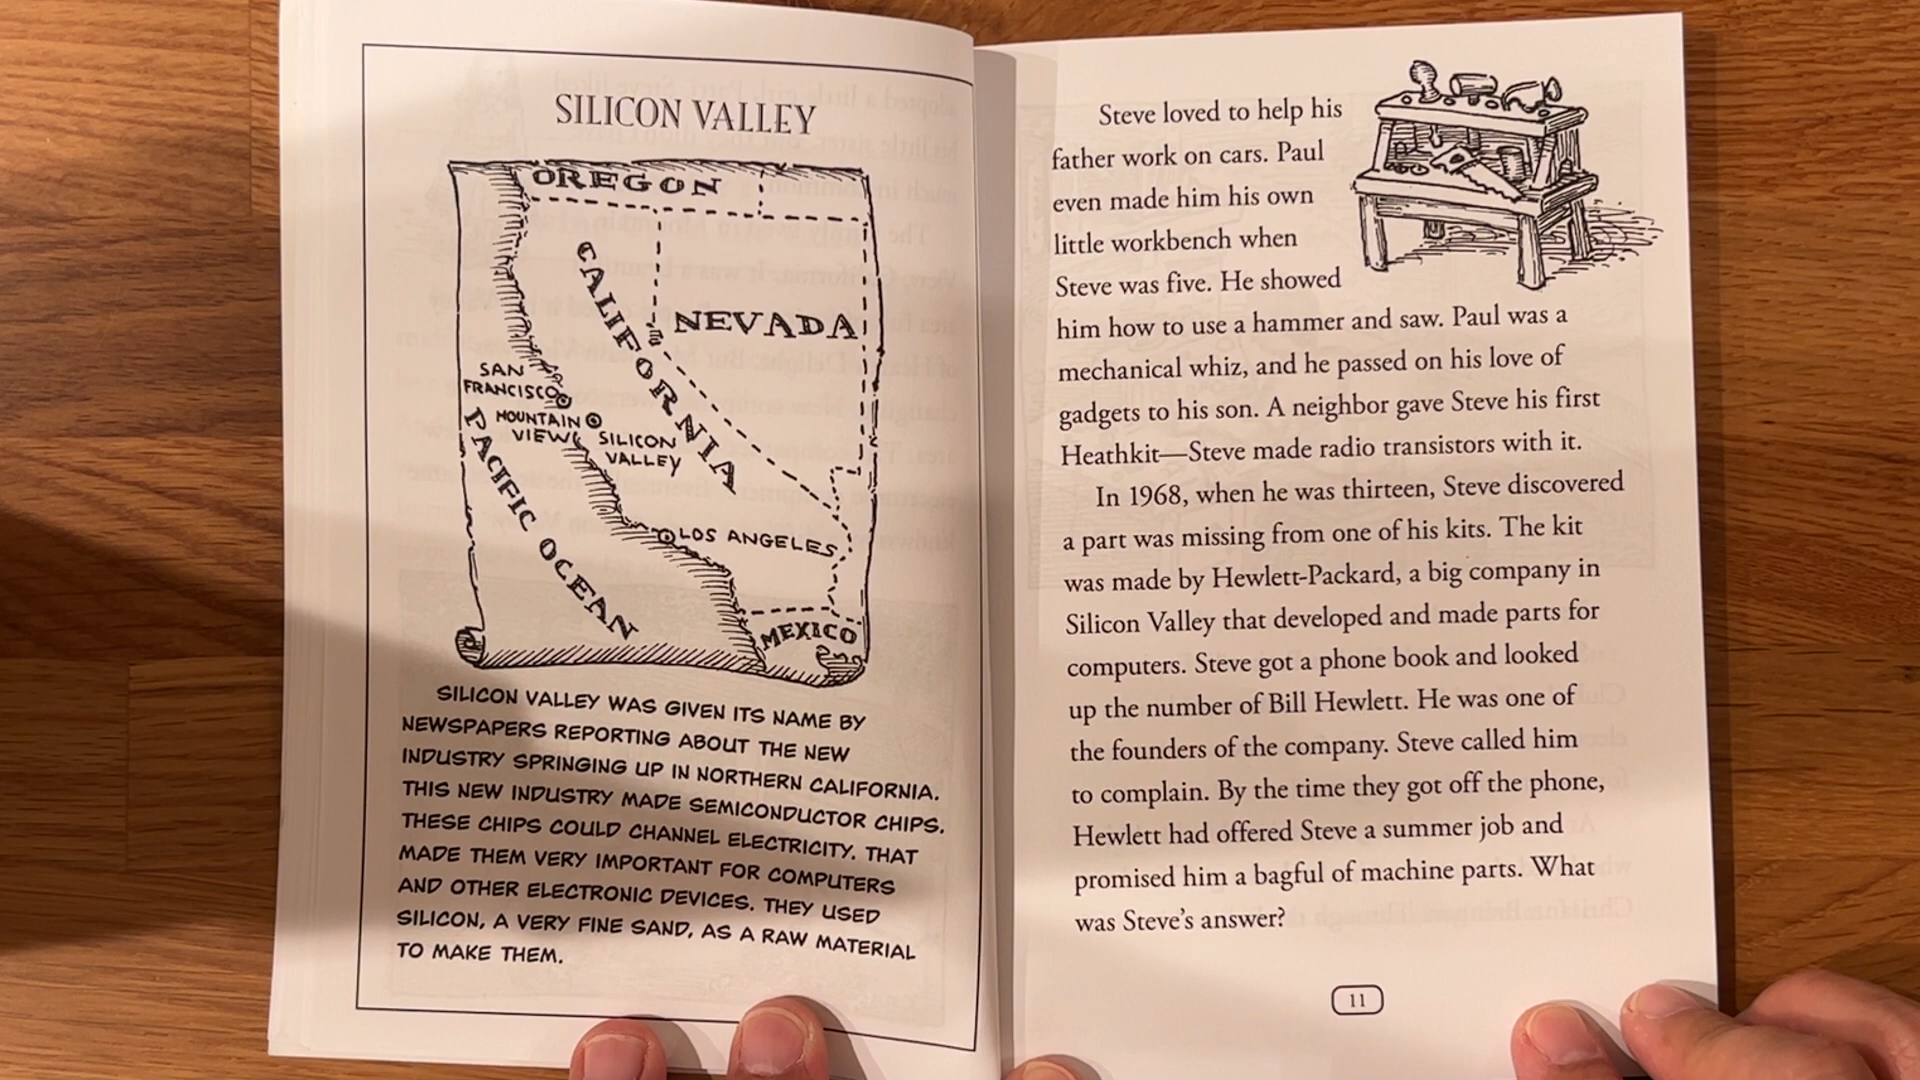 SILICON VALLEY
OREGON
CALIFORNIA
NEVADA
SAN
FRANCISCO
MOUNTAIN
VIEW
SILICON
VALLEY
PACIFIC OCEAN
LOS ANGELES
MEXICO
SILICON VALLEY WAS GIVEN ITS NAME BY
NEWSPAPERS REPORTING ABOUT THE NEW
INDUSTRY SPRINGING UP IN NORTHERN CALIFORNIA.
THIS NEW INDUSTRY MADE SEMICONDUCTOR CHIPS.
THESE CHIPS COULD CHANNEL ELECTRICITY. THAT
MADE THEM VERY IMPORTANT FOR COMPUTERS
AND OTHER ELECTRONIC DEVICES. THEY USED
SILICON, A VERY FINE SAND, AS A RAW MATERIAL
TO MAKE THEM.
Steve loved to help his
father work on cars. Paul
even made him his own
little workbench when
Steve was five. He showed
him how to use a hammer and saw. Paul was a
mechanical whiz, and he passed on his love of
gadgets to his son. A neighbor gave Steve his first
Heathkit—Steve made radio transistors with it.
In 1968, when he was thirteen, Steve discovered
a part was missing from one of his kits. The kit
was made by Hewlett-Packard, a big company in
Silicon Valley that developed and made parts for
computers. Steve got a phone book and looked
up the number of Bill Hewlett. He was one of
the founders of the company. Steve called him
to complain. By the time they got off the phone,
Hewlett had offered Steve a summer job and
promised him a bagful of machine parts. What
was Steve's answer?
11